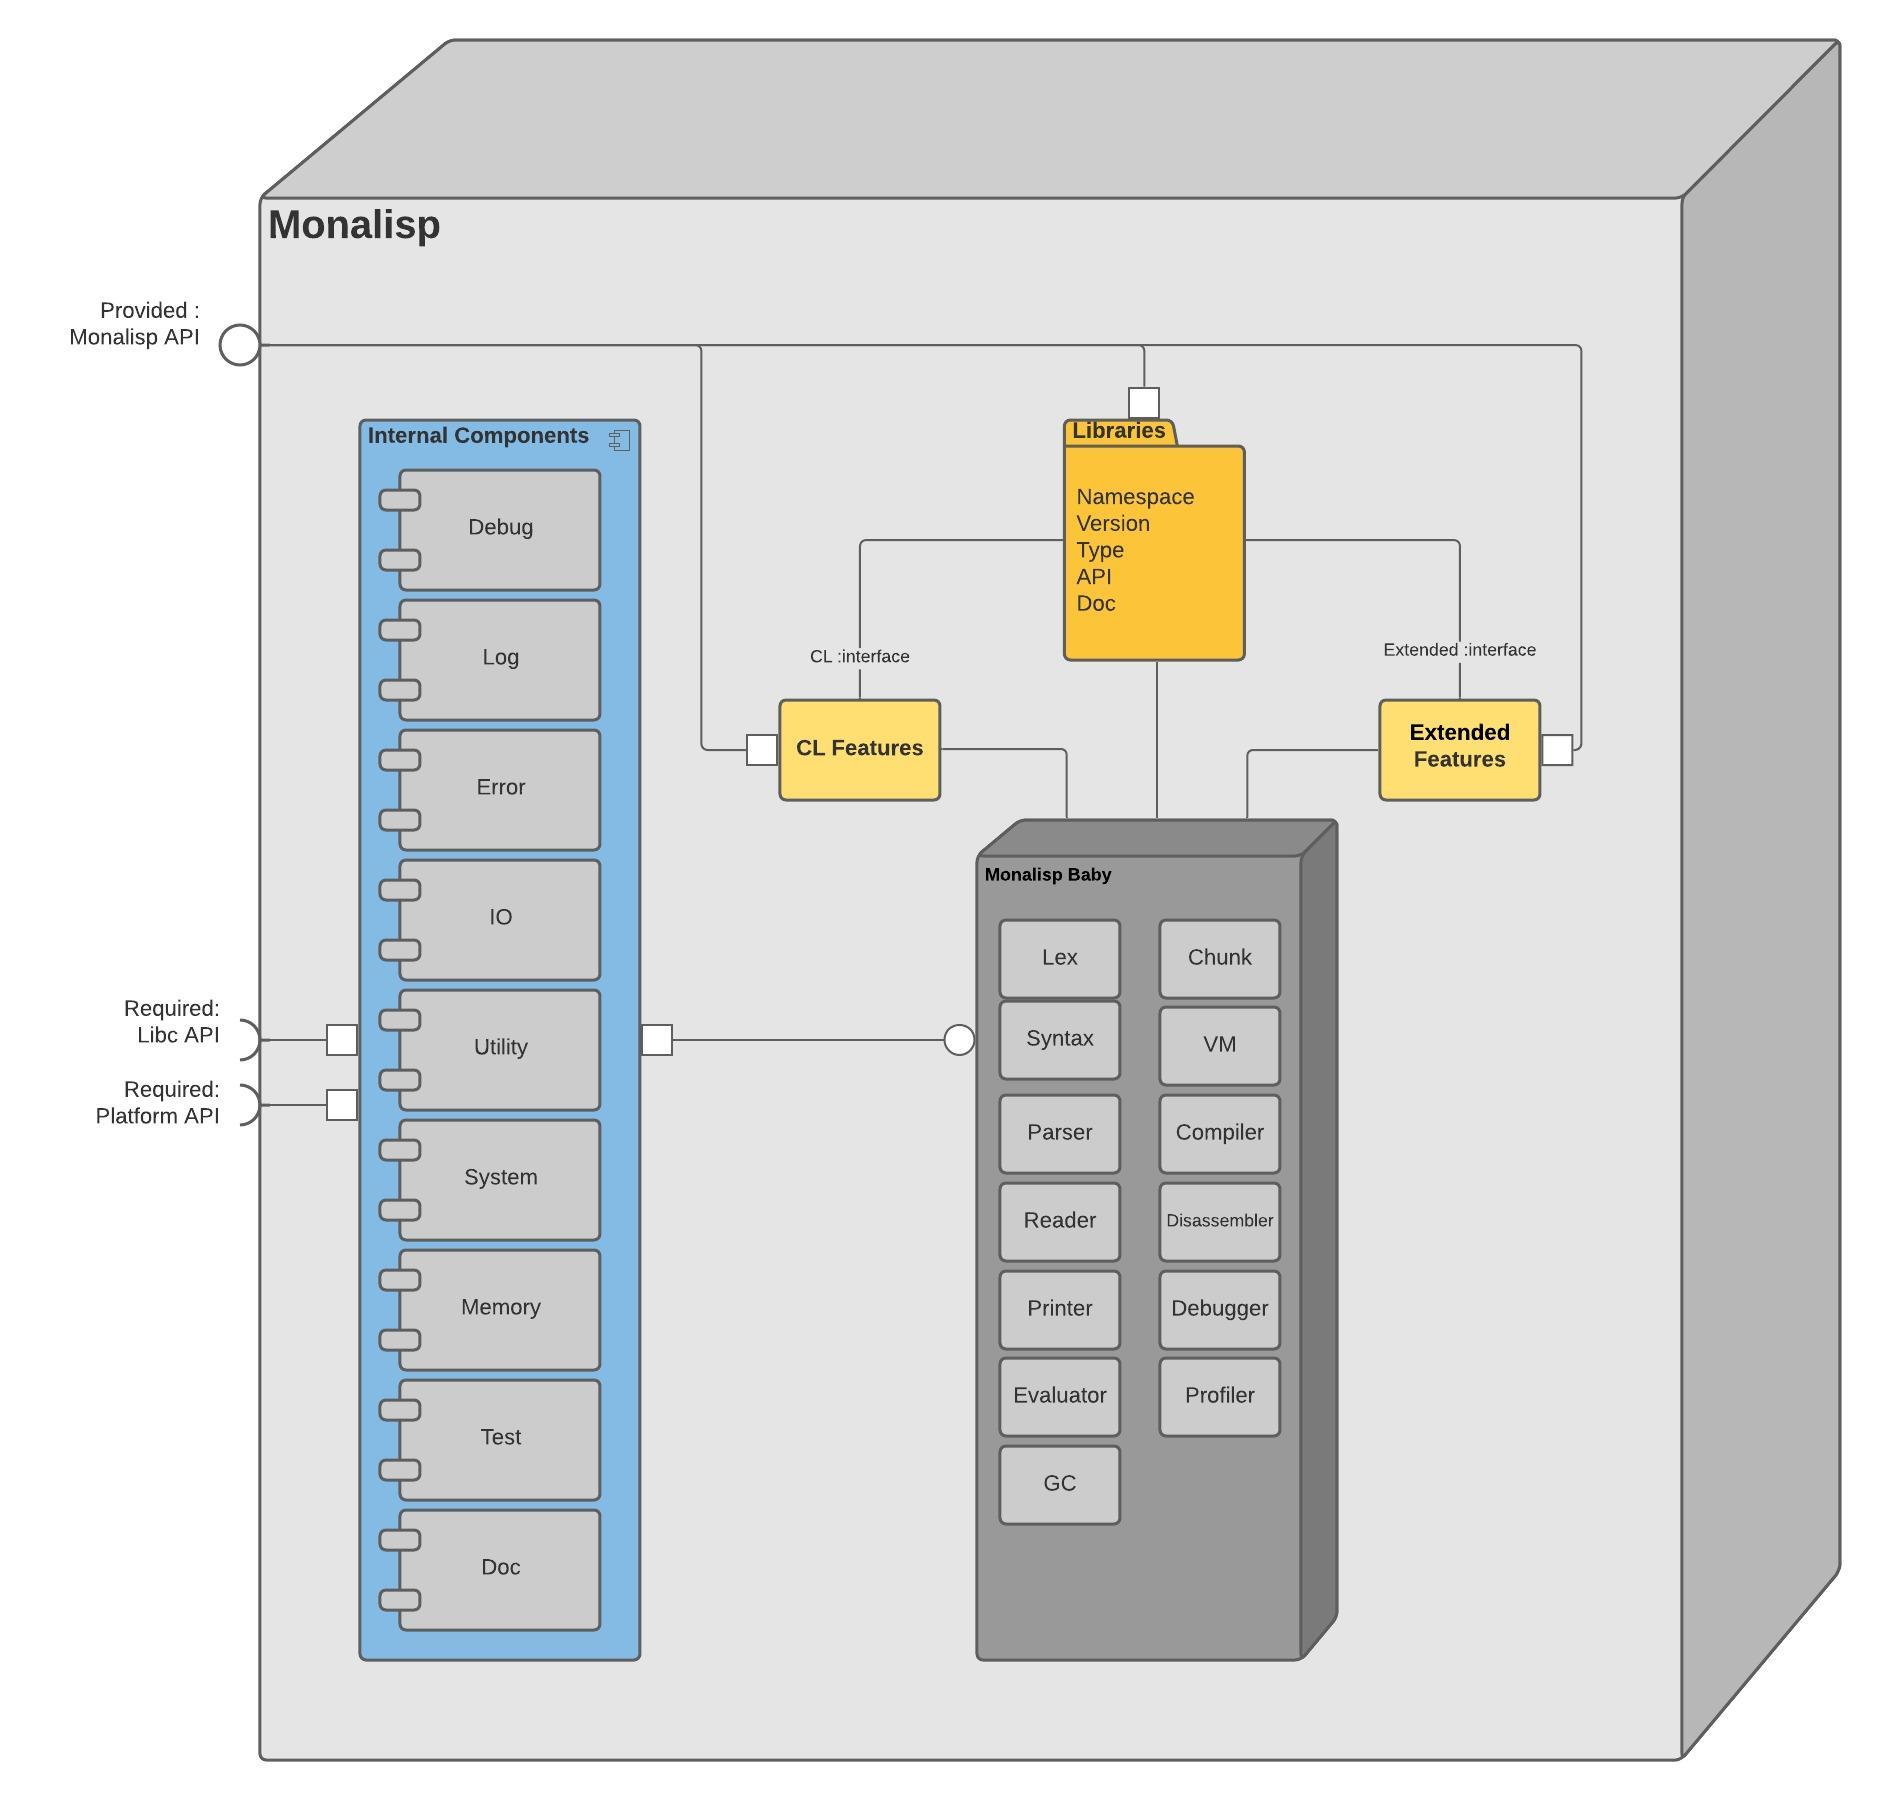 Monalisp
Provided :
Monalisp API
Internal Components
Debug
Log
Error
IO
Utility
System
Memory
Test
Doc
Required:
Libc API
Required:
Platform API
Libraries
Namespace
Version
Type
API
Doc
CL :interface
Extended :interface
CL Features
Extended
Features
Monalisp Baby
Lex
Chunk
Syntax
VM
Parser
Compiler
Reader
Disassembler
Printer
Debugger
Evaluator
Profiler
GC